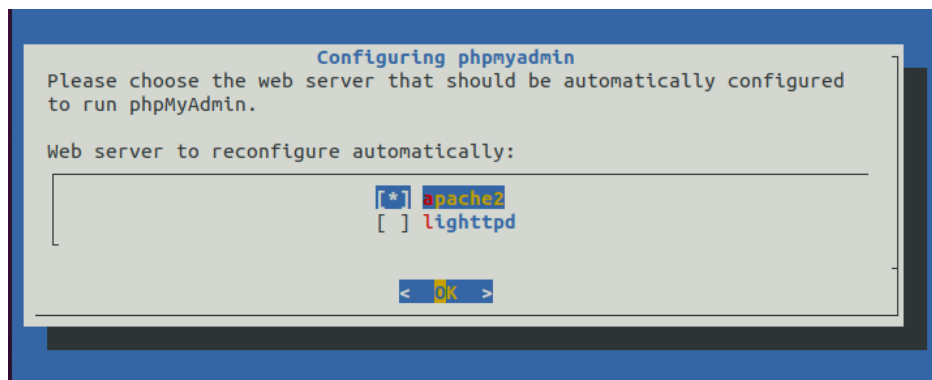 Configuring phpmyadmin
Please choose the web server that should be automatically configured
to run phpMyAdmin.
Web server to reconfigure automatically:
[*] apache2
[ ] lighttpd
< OK >